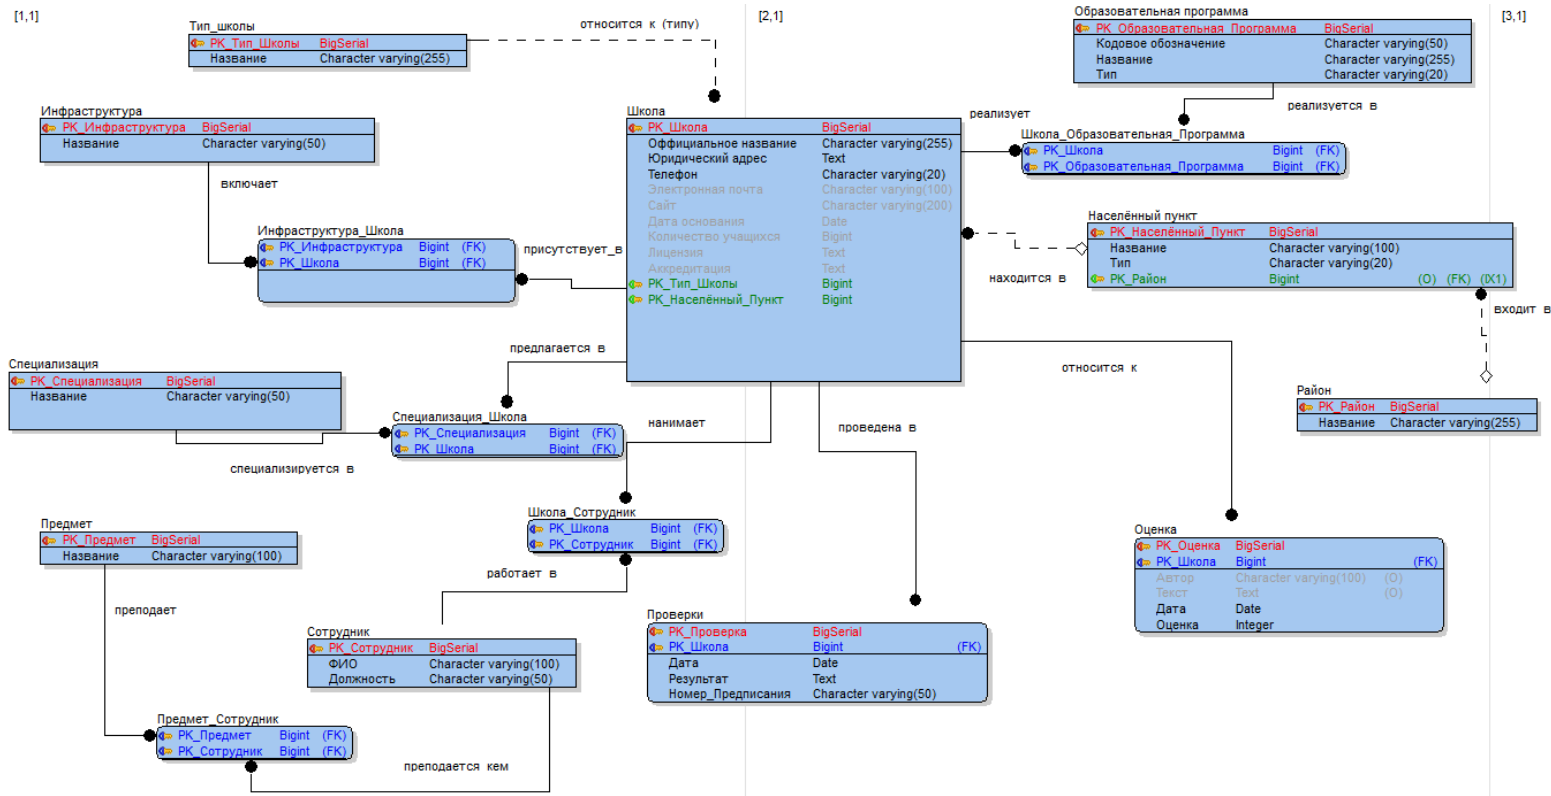 [1,1]
[2,1]
[3,1]
Тип_школы
PK_Тип_Школы BigSerial
Название Character varying(255)
относится к (типу)
Образовательная программа
PK_Образовательная_Программа BigSerial
Кодовое обозначение Character varying(50)
Название Character varying(255)
Тип Character varying(20)
реализуется в
Инфраструктура
PK_Инфраструктура BigSerial
Название Character varying(50)
включает
Школа
PK_Школа BigSerial
Оффициальное название Character varying(255)
Юридический адрес Text
Телефон Character varying(20)
Электронная почта Character varying(100)
Сайт Character varying(200)
Дата основания Date
Количество учащихся Bigint
Лицензия Text
Аккредитация Text
PK_Тип_Школы Bigint
PK_Населённый_Пункт Bigint
реализует
Школа_Образовательная_Программа
PK_Школа Bigint (FK)
PK_Образовательная_Программа Bigint (FK)
Инфраструктура_Школа
PK_Инфраструктура Bigint (FK)
PK_Школа Bigint (FK)
присутствует_в
Населённый пункт
PK_Населённый_Пункт BigSerial
Название Character varying(100)
Тип Character varying(20)
PK_Район Bigint (O) (FK) (IX1)
находится в
входит в
предлагается в
Специализация
PK_Специализация BigSerial
Название Character varying(50)
относится к
Район
PK_Район BigSerial
Название Character varying(255)
Специализация_Школа
PK_Специализация Bigint (FK)
PK_Школа Bigint (FK)
специализируется в
нанимает
проведена в
Предмет
PK_Предмет BigSerial
Название Character varying(100)
Школа_Сотрудник
PK_Школа Bigint (FK)
PK_Сотрудник Bigint (FK)
работает в
Оценка
PK_Оценка BigSerial
PK_Школа Bigint (FK)
Автор Character varying(100) (O)
Текст Text (O)
Дата Date
Оценка Integer
преподает
Сотрудник
PK_Сотрудник BigSerial
ФИО Character varying(100)
Должность Character varying(50)
Проверки
PK_Проверка BigSerial
PK_Школа Bigint (FK)
Дата Date
Результат Text
Номер_Предписания Character varying(50)
Предмет_Сотрудник
PK_Предмет Bigint (FK)
PK_Сотрудник Bigint (FK)
преподается кем